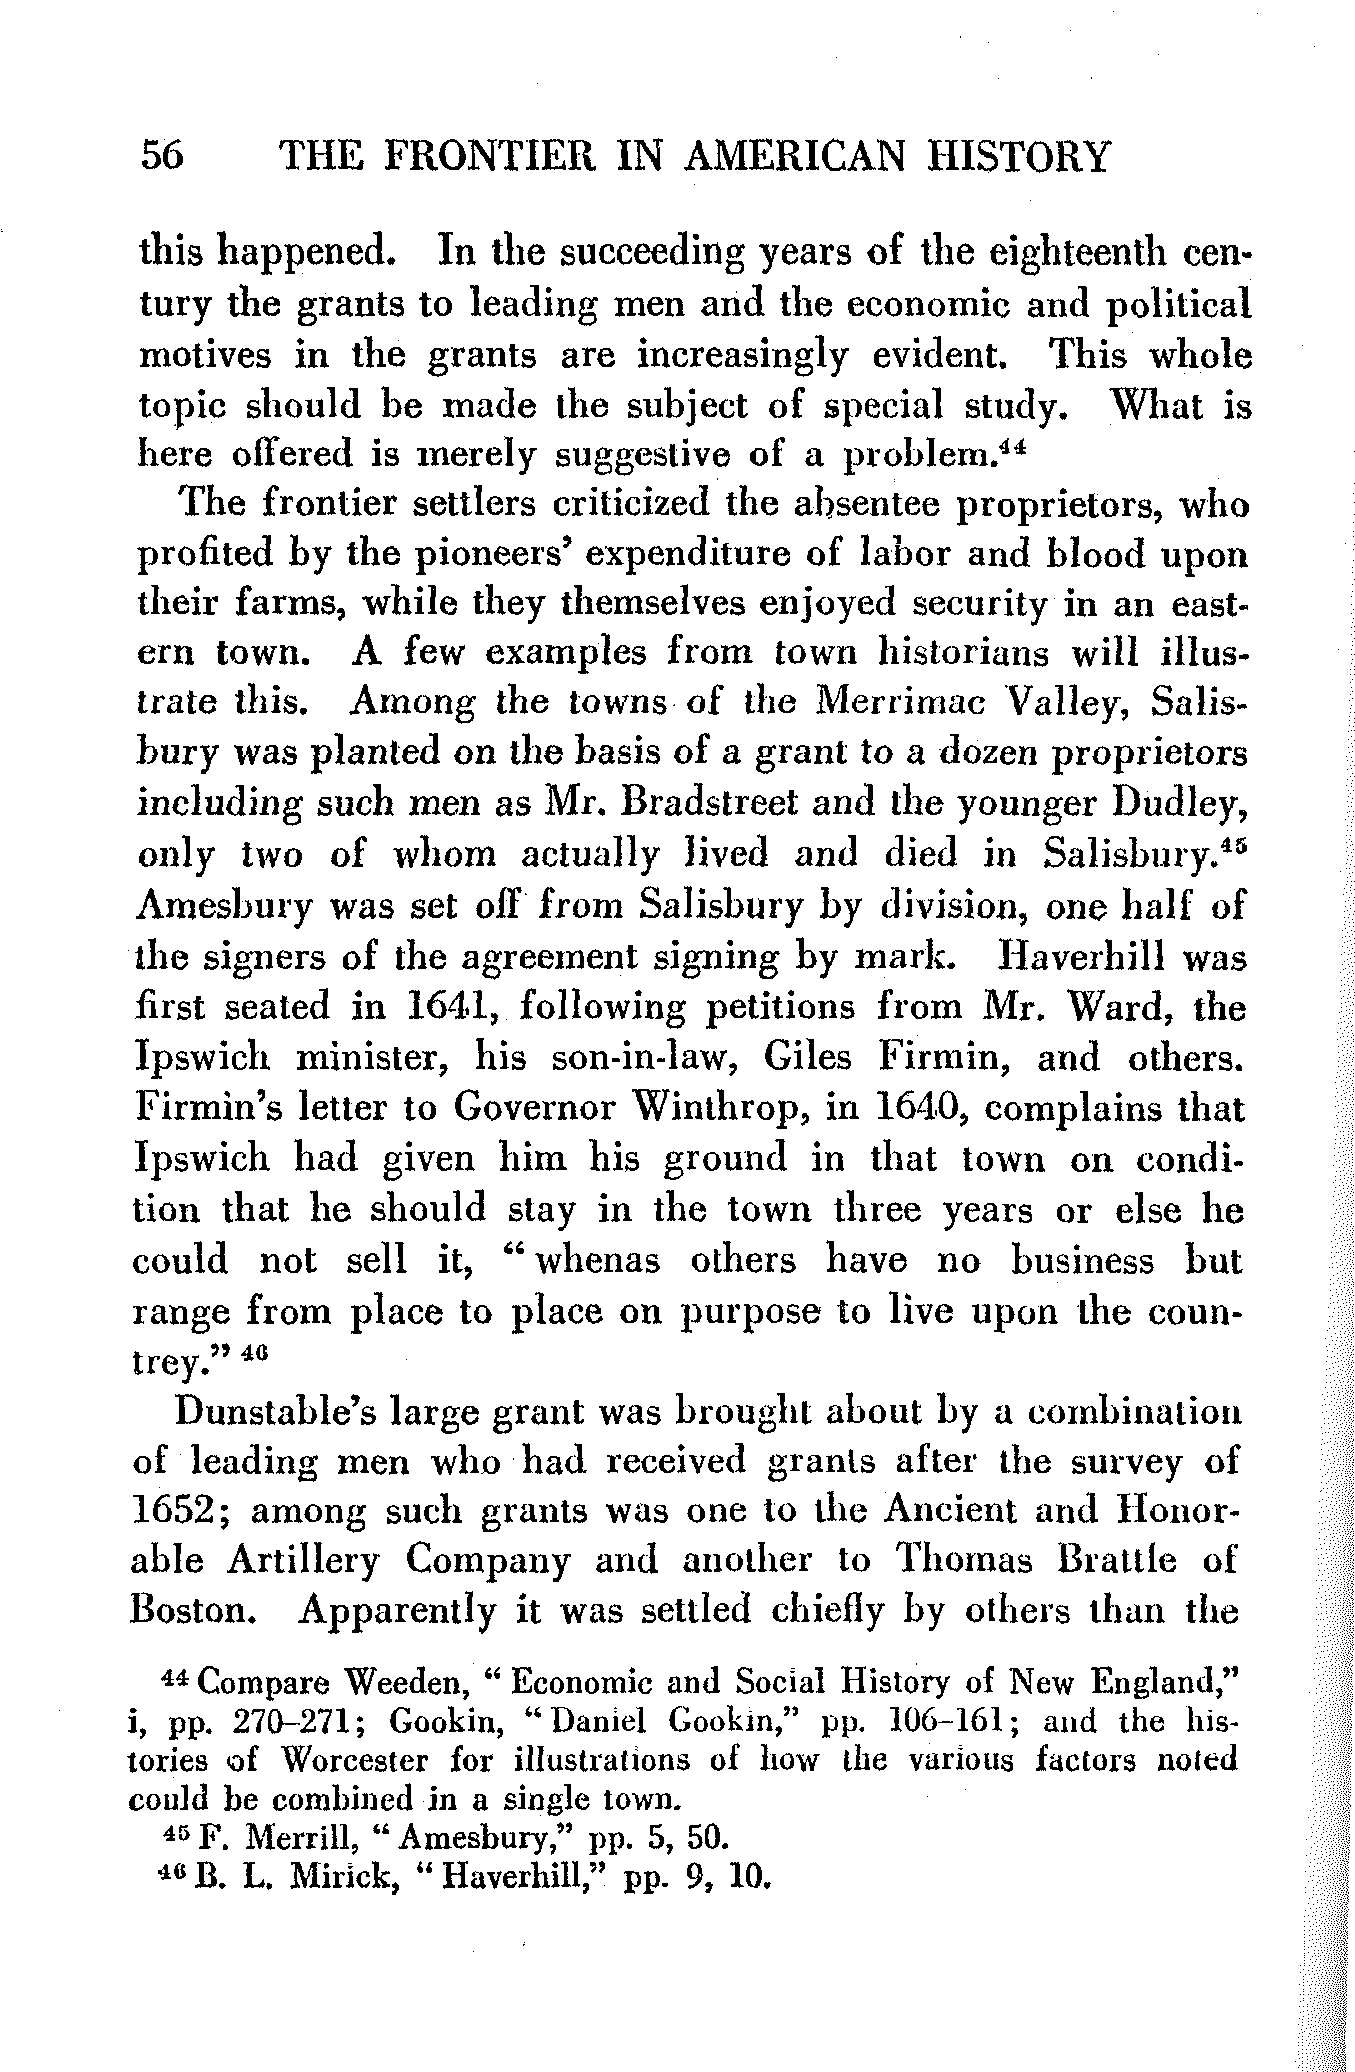 56 THE FRONTIER IN AMERICAN HISTORY
this happened. In the succeeding years of the eighteenth cen-
tury the grants to leading men and the economic and political
motives in the grants are increasingly evident. This whole
topic should be made the subject of special study. What is
here offered is merely suggestive of a problem.⁴⁴
The frontier settlers criticized the absentee proprietors, who
profited by the pioneers’ expenditure of labor and blood upon
their farms, while they themselves enjoyed security in an east-
ern town. A few examples from town historians will illus-
trate this. Among the towns of the Merrimac Valley, Salis-
bury was planted on the basis of a grant to a dozen proprietors
including such men as Mr. Bradstreet and the younger Dudley,
only two of whom actually lived and died in Salisbury.⁴⁵
Amesbury was set off from Salisbury by division, one half of
the signers of the agreement signing by mark. Haverhill was
first seated in 1641, following petitions from Mr. Ward, the
Ipswich minister, his son-in-law, Giles Firmin, and others.
Firmin’s letter to Governor Winthrop, in 1640, complains that
Ipswich had given him his ground in that town on condi-
tion that he should stay in the town three years or else he
could not sell it, “ whenas others have no business but
range from place to place on purpose to live upon the coun-
trey.” ⁴⁶
Dunstable’s large grant was brought about by a combination
of leading men who had received grants after the survey of
1652; among such grants was one to the Ancient and Honor-
able Artillery Company and another to Thomas Brattle of
Boston. Apparently it was settled chiefly by others than the
⁴⁴ Compare Weeden, “ Economic and Social History of New England,”
i, pp. 270–271; Gookin, “ Daniel Gookin,” pp. 106–161; and the his-
tories of Worcester for illustrations of how the various factors noted
could be combined in a single town.
⁴⁵ F. Merrill, “ Amesbury,” pp. 5, 50.
⁴⁶ B. L. Mirick, “ Haverhill,” pp. 9, 10.